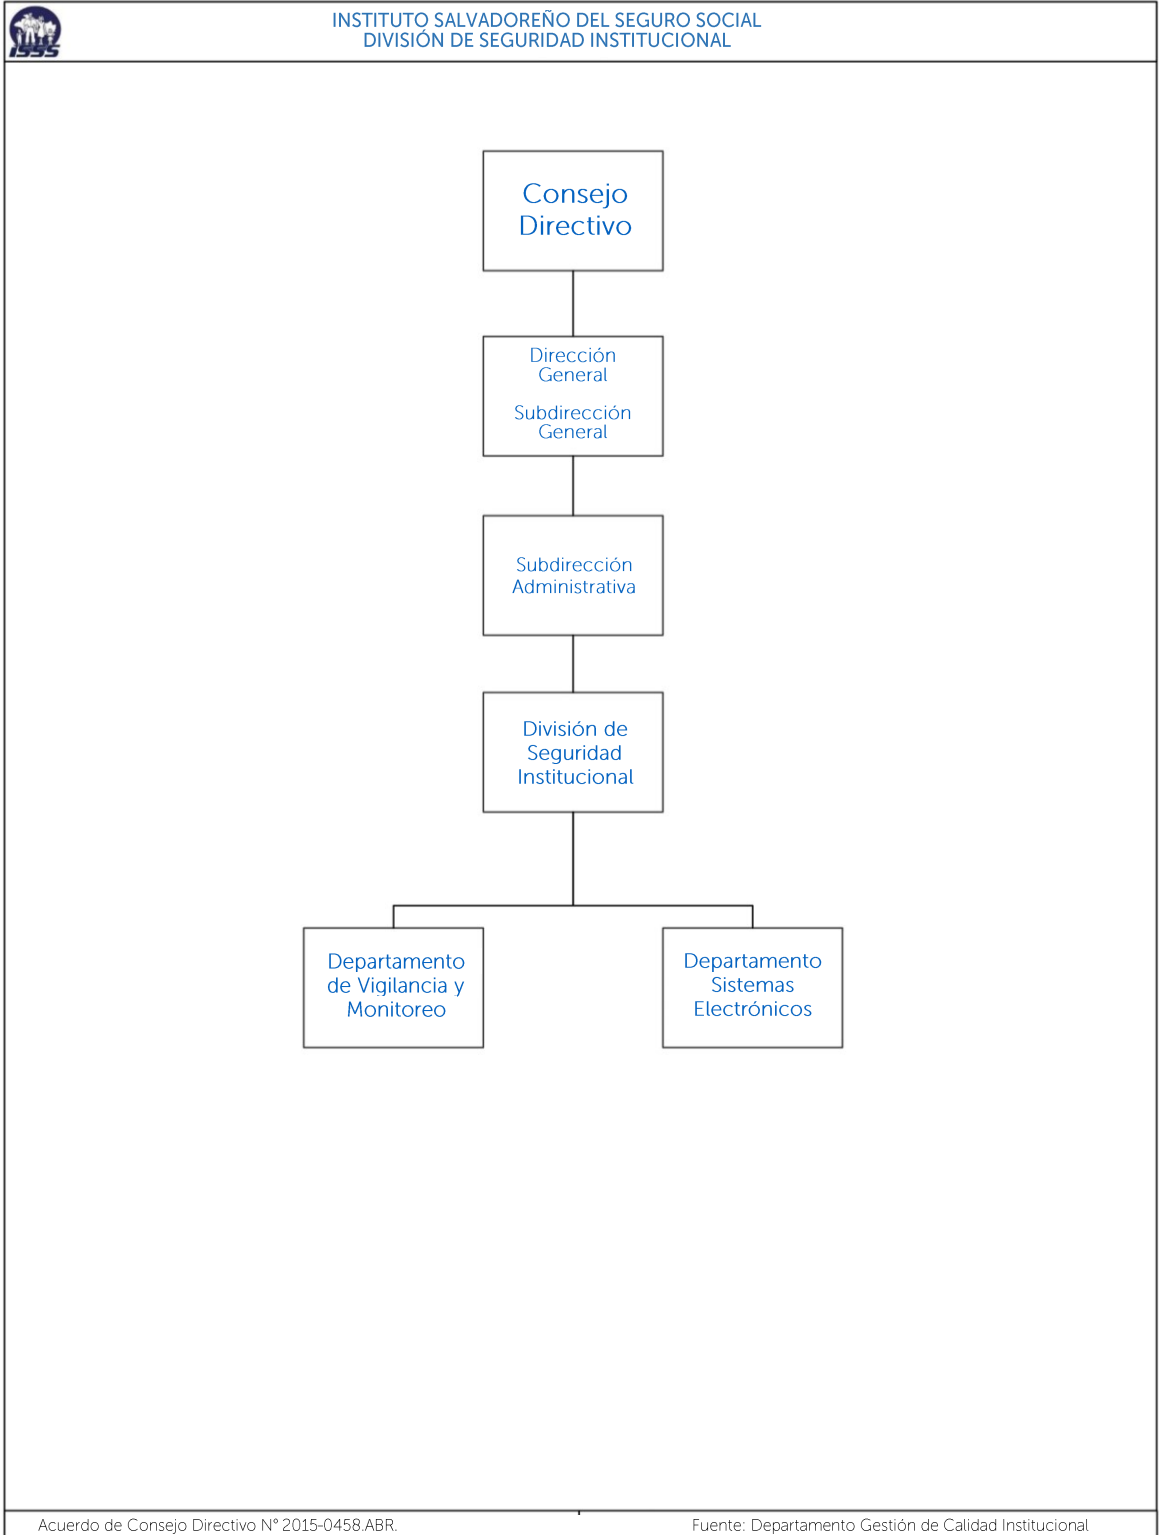 ISSS
INSTITUTO SALVADOREÑO DEL SEGURO SOCIAL
DIVISIÓN DE SEGURIDAD INSTITUCIONAL
Consejo
Directivo
Dirección
General
Subdirección
General
Subdirección
Administrativa
División de
Seguridad
Institucional
Departamento
de Vigilancia y
Monitoreo
Departamento
Sistemas
Electrónicos
Acuerdo de Consejo Directivo N° 2015-0458.ABR.
Fuente: Departamento Gestión de Calidad Institucional